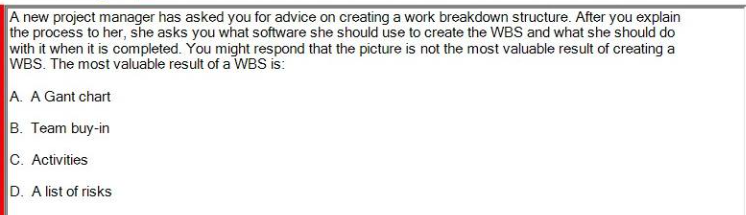 A new project manager has asked you for advice on creating a work breakdown structure. After you explain
the process to her, she asks you what software she should use to create the WBS and what she should do
with it when it is completed. You might respond that the picture is not the most valuable result of creating a
WBS. The most valuable result of a WBS is:
A. A Gant chart
B. Team buy-in
C. Activities
D. A list of risks